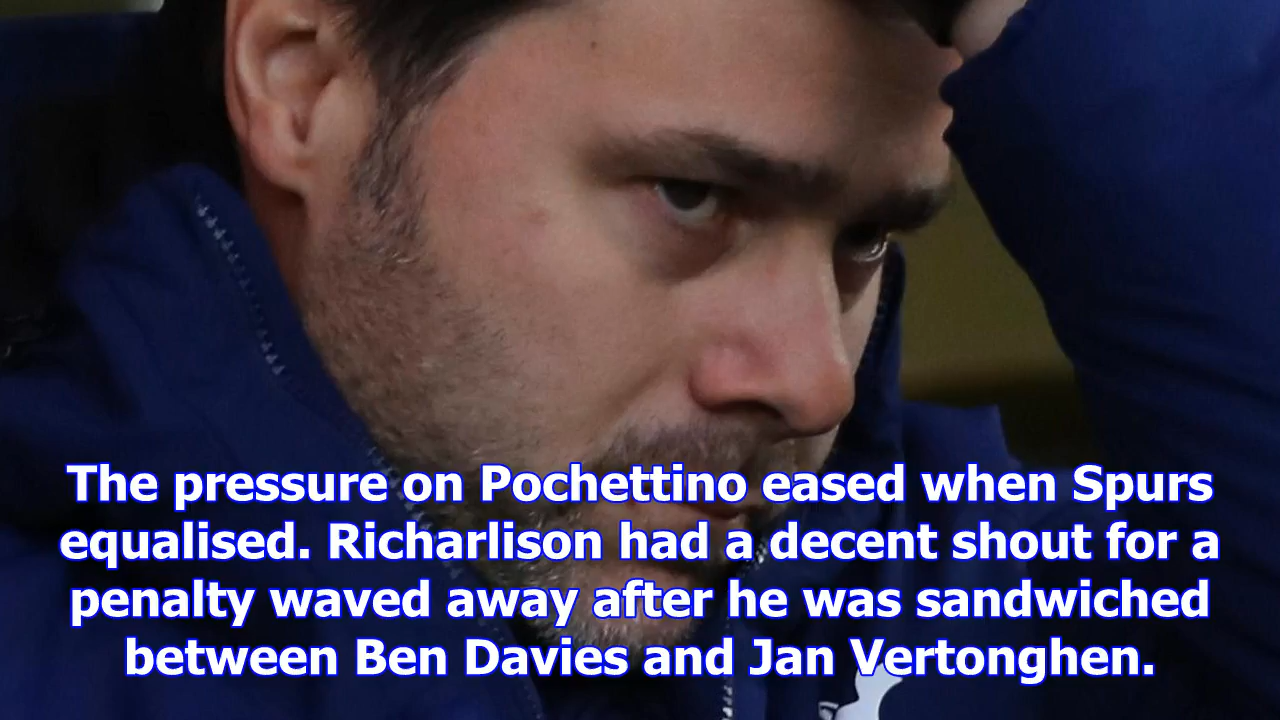 The pressure on Pochettino eased when Spurs
equalised. Richarlison had a decent shout for a
penalty waved away after he was sandwiched
between Ben Davies and Jan Vertonghen.